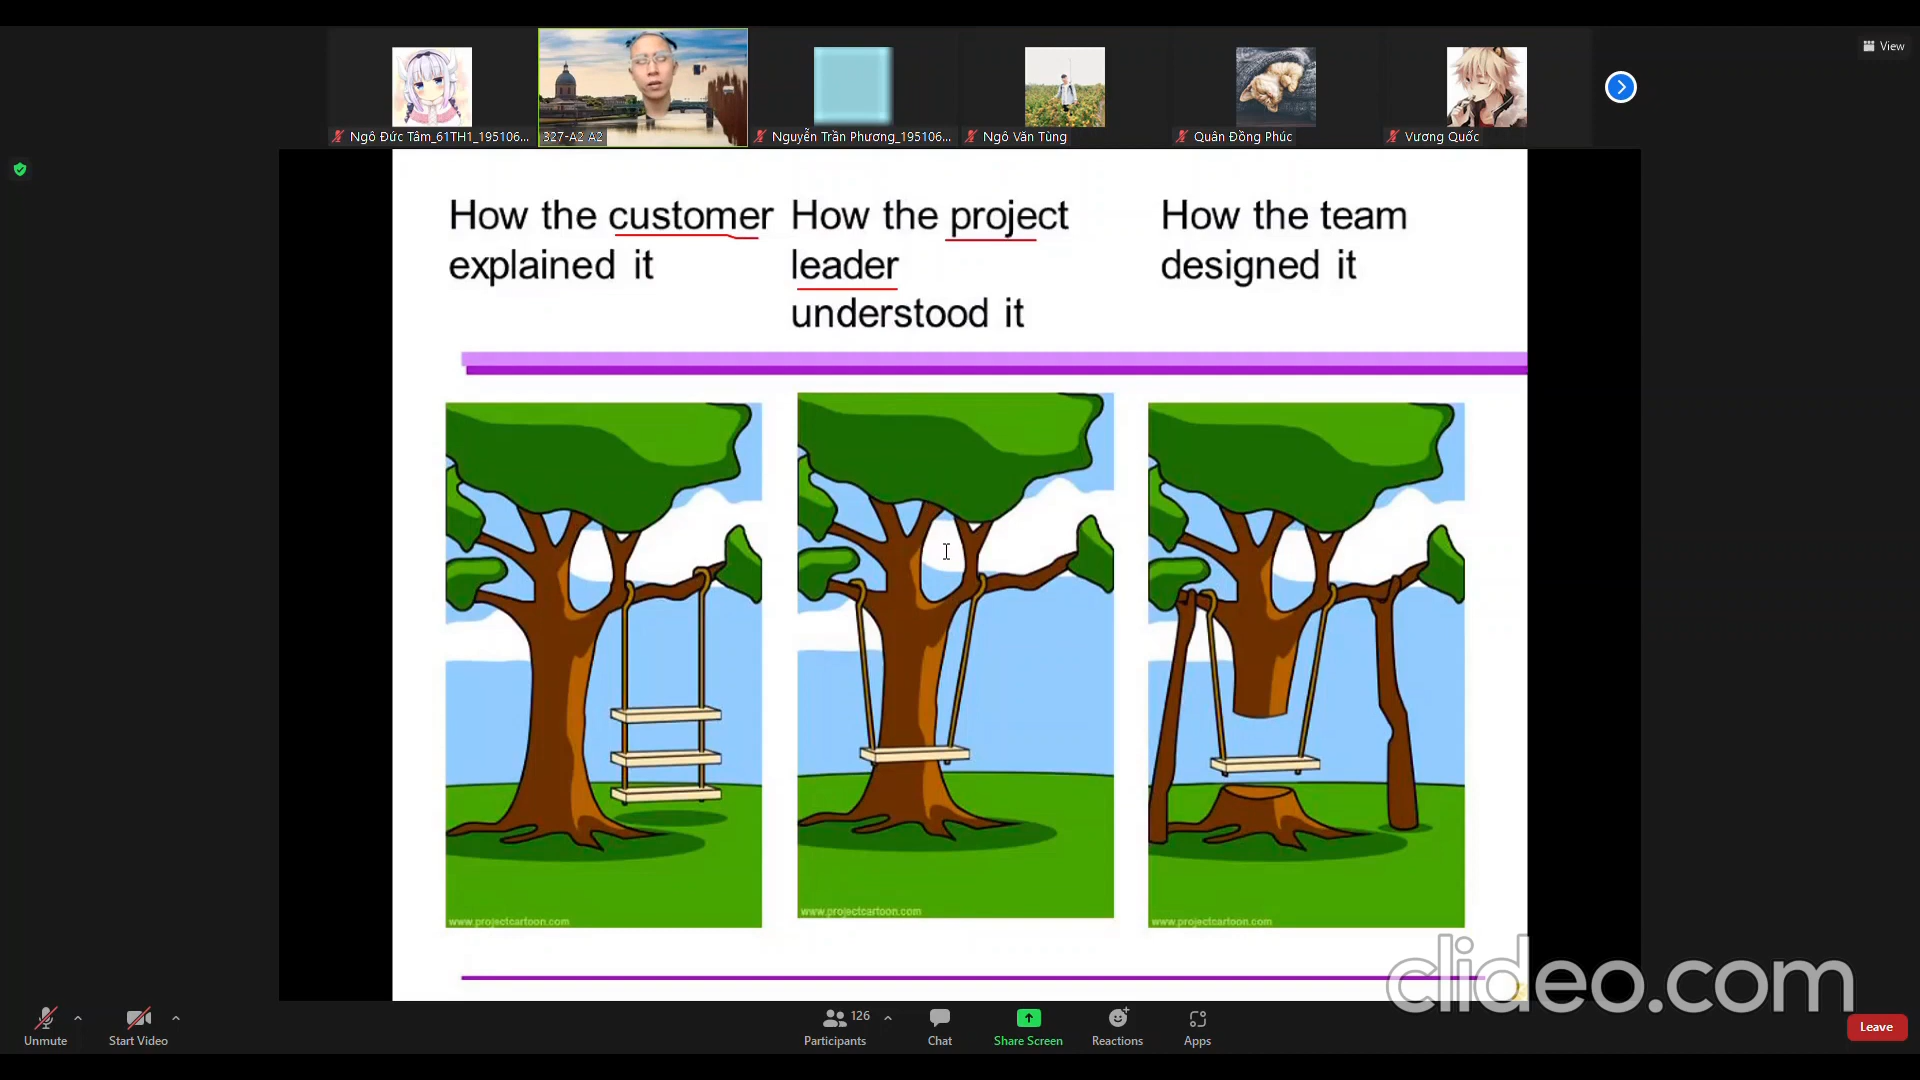 View
Ngô Đức Tâm_61TH1_195106...
327-A2 A2
Nguyễn Trần Phương_195106...
Ngô Văn Tùng
Quân Đồng Phúc
Vương Quốc
How the customer
explained it
How the project
leader
understood it
How the team
designed it
www.projectcartoon.com
www.projectcartoon.com
www.projectcartoon.com
clideo.com
Unmute
Start Video
126
Participants
Chat
Share Screen
Reactions
Apps
Leave